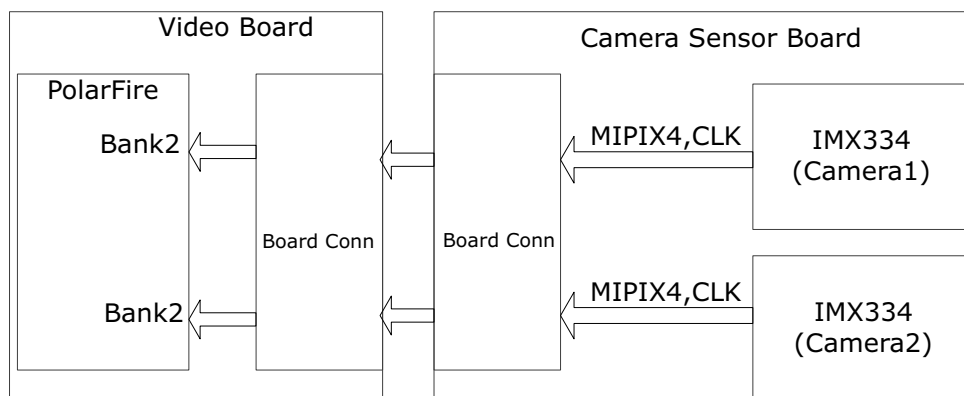 Video Board
Camera Sensor Board
PolarFire
Bank2
MIPIX4,CLK
IMX334
(Camera1)
Board Conn
Board Conn
Bank2
MIPIX4,CLK
IMX334
(Camera2)